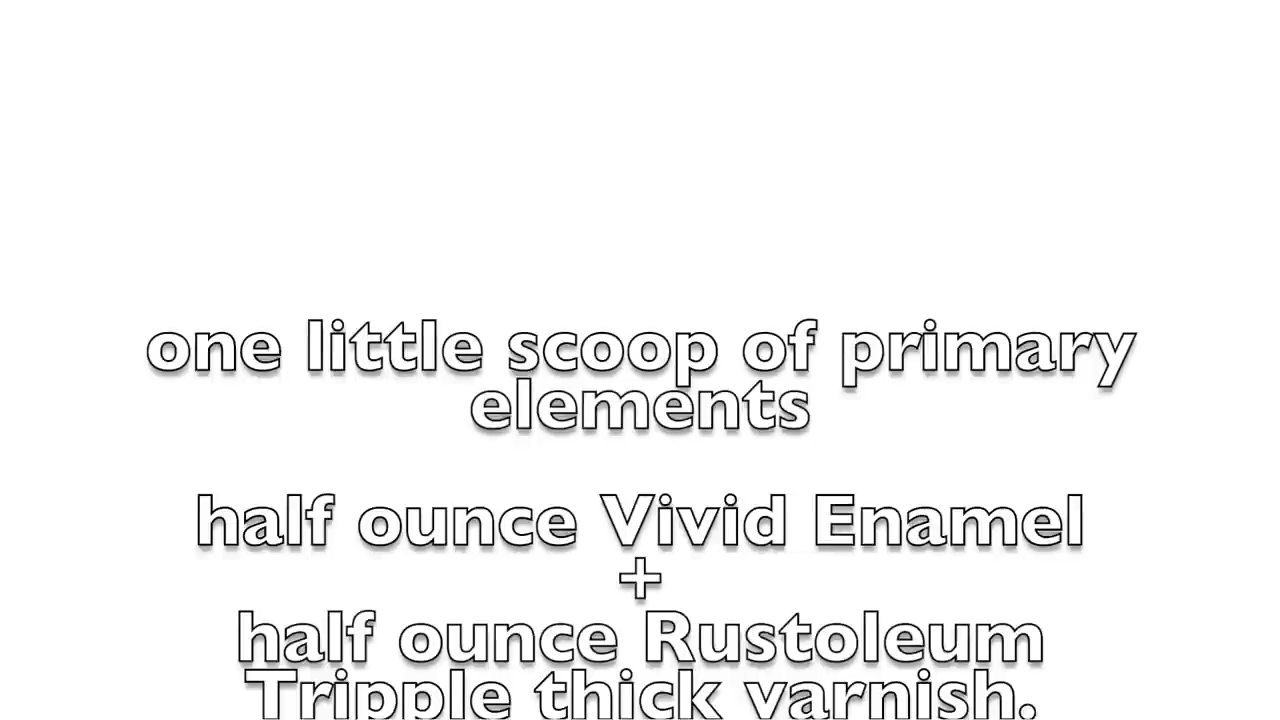 one little scoop of primary
elements
half ounce Vivid Enamel
+
half ounce Rustoleum
Tripple thick varnish.